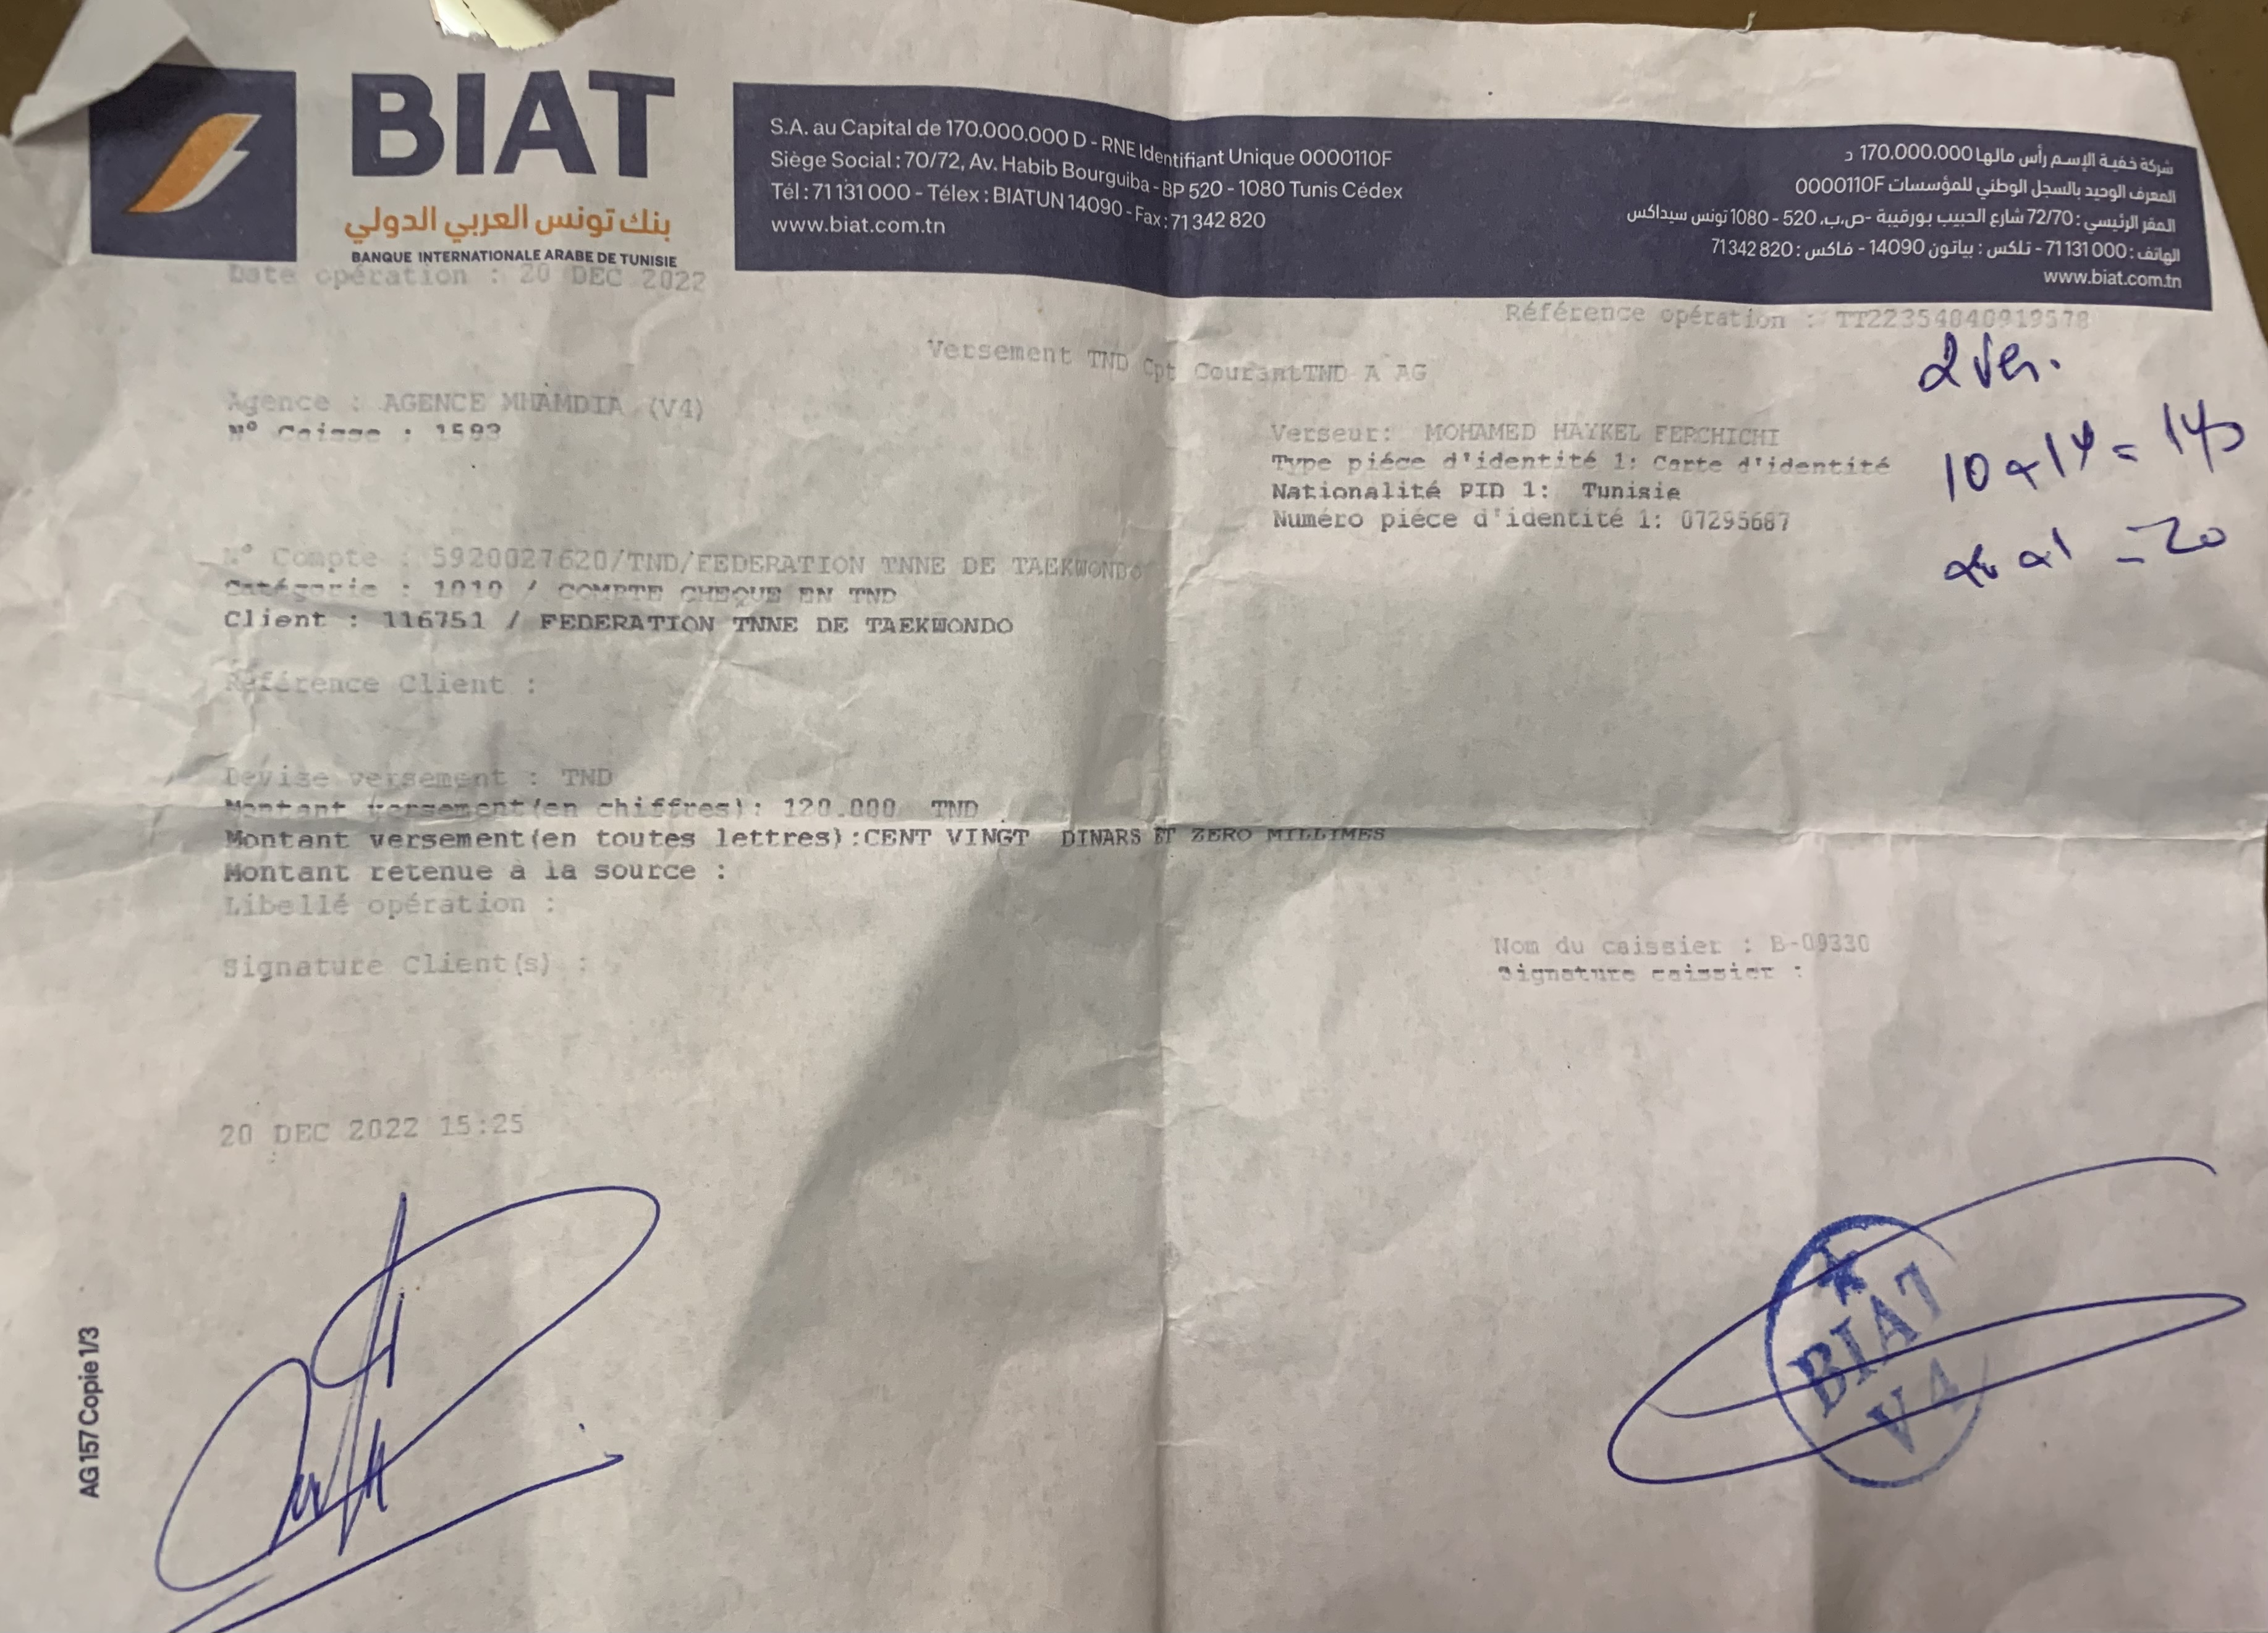 BIAT
بنك تونس العربي الدولي
BANQUE INTERNATIONALE ARABE DE TUNISIE
S.A. au Capital de 170.000.000 D - RNE Identifiant Unique 0000110F
Siège Social : 70/72, Av. Habib Bourguiba - BP 520 - 1080 Tunis Cédex
Tél : 71 131 000 - Télex : BIATUN 14090 - Fax : 71 342 820
www.biat.com.tn
شركة خفية الإسم رأس مالها 170.000.000 د
المعرف الوحيد بالسجل الوطني للمؤسسات 0000110F
المقر الرئيسي : 72/70 شارع الحبيب بورقيبة -ص.ب. 520 - 1080 تونس سيداكس
الهاتف : 71 131 000 - تلكس : بياتون 14090 - فاكس : 71 342 820
www.biat.com.tn
Date opération : 20 DEC 2022
Référence opération : TT22354840919578
Versement TND Cpt CourantTND A AG
2 ver.
Agence : AGENCE MHAMDIA (V4)
N° Caisse : 1593
Verseur: MOHAMED HAYKEL FERCHICHI
Type piéce d'identité 1: Carte d'identité
Nationalité PID 1: Tunisie
Numéro piéce d'identité 1: 07295687
10 x 14 = 140
= 20
N° Compte : 5920027620/TND/FEDERATION TNNE DE TAEKWONDO
Catégorie : 1010 / COMPTE CHEQUE EN TND
Client : 116751 / FEDERATION TNNE DE TAEKWONDO
Référence Client :
Devise versement : TND
Montant versement(en chiffres): 120.000 TND
Montant versement(en toutes lettres):CENT VINGT DINARS ET ZERO MILLIMES
Montant retenue à la source :
Libellé opération :
Signature Client(s) :
Nom du caissier : B-09330
Signature caissier :
20 DEC 2022 15:25
AG 157 Copie 1/3
BIAT
V4